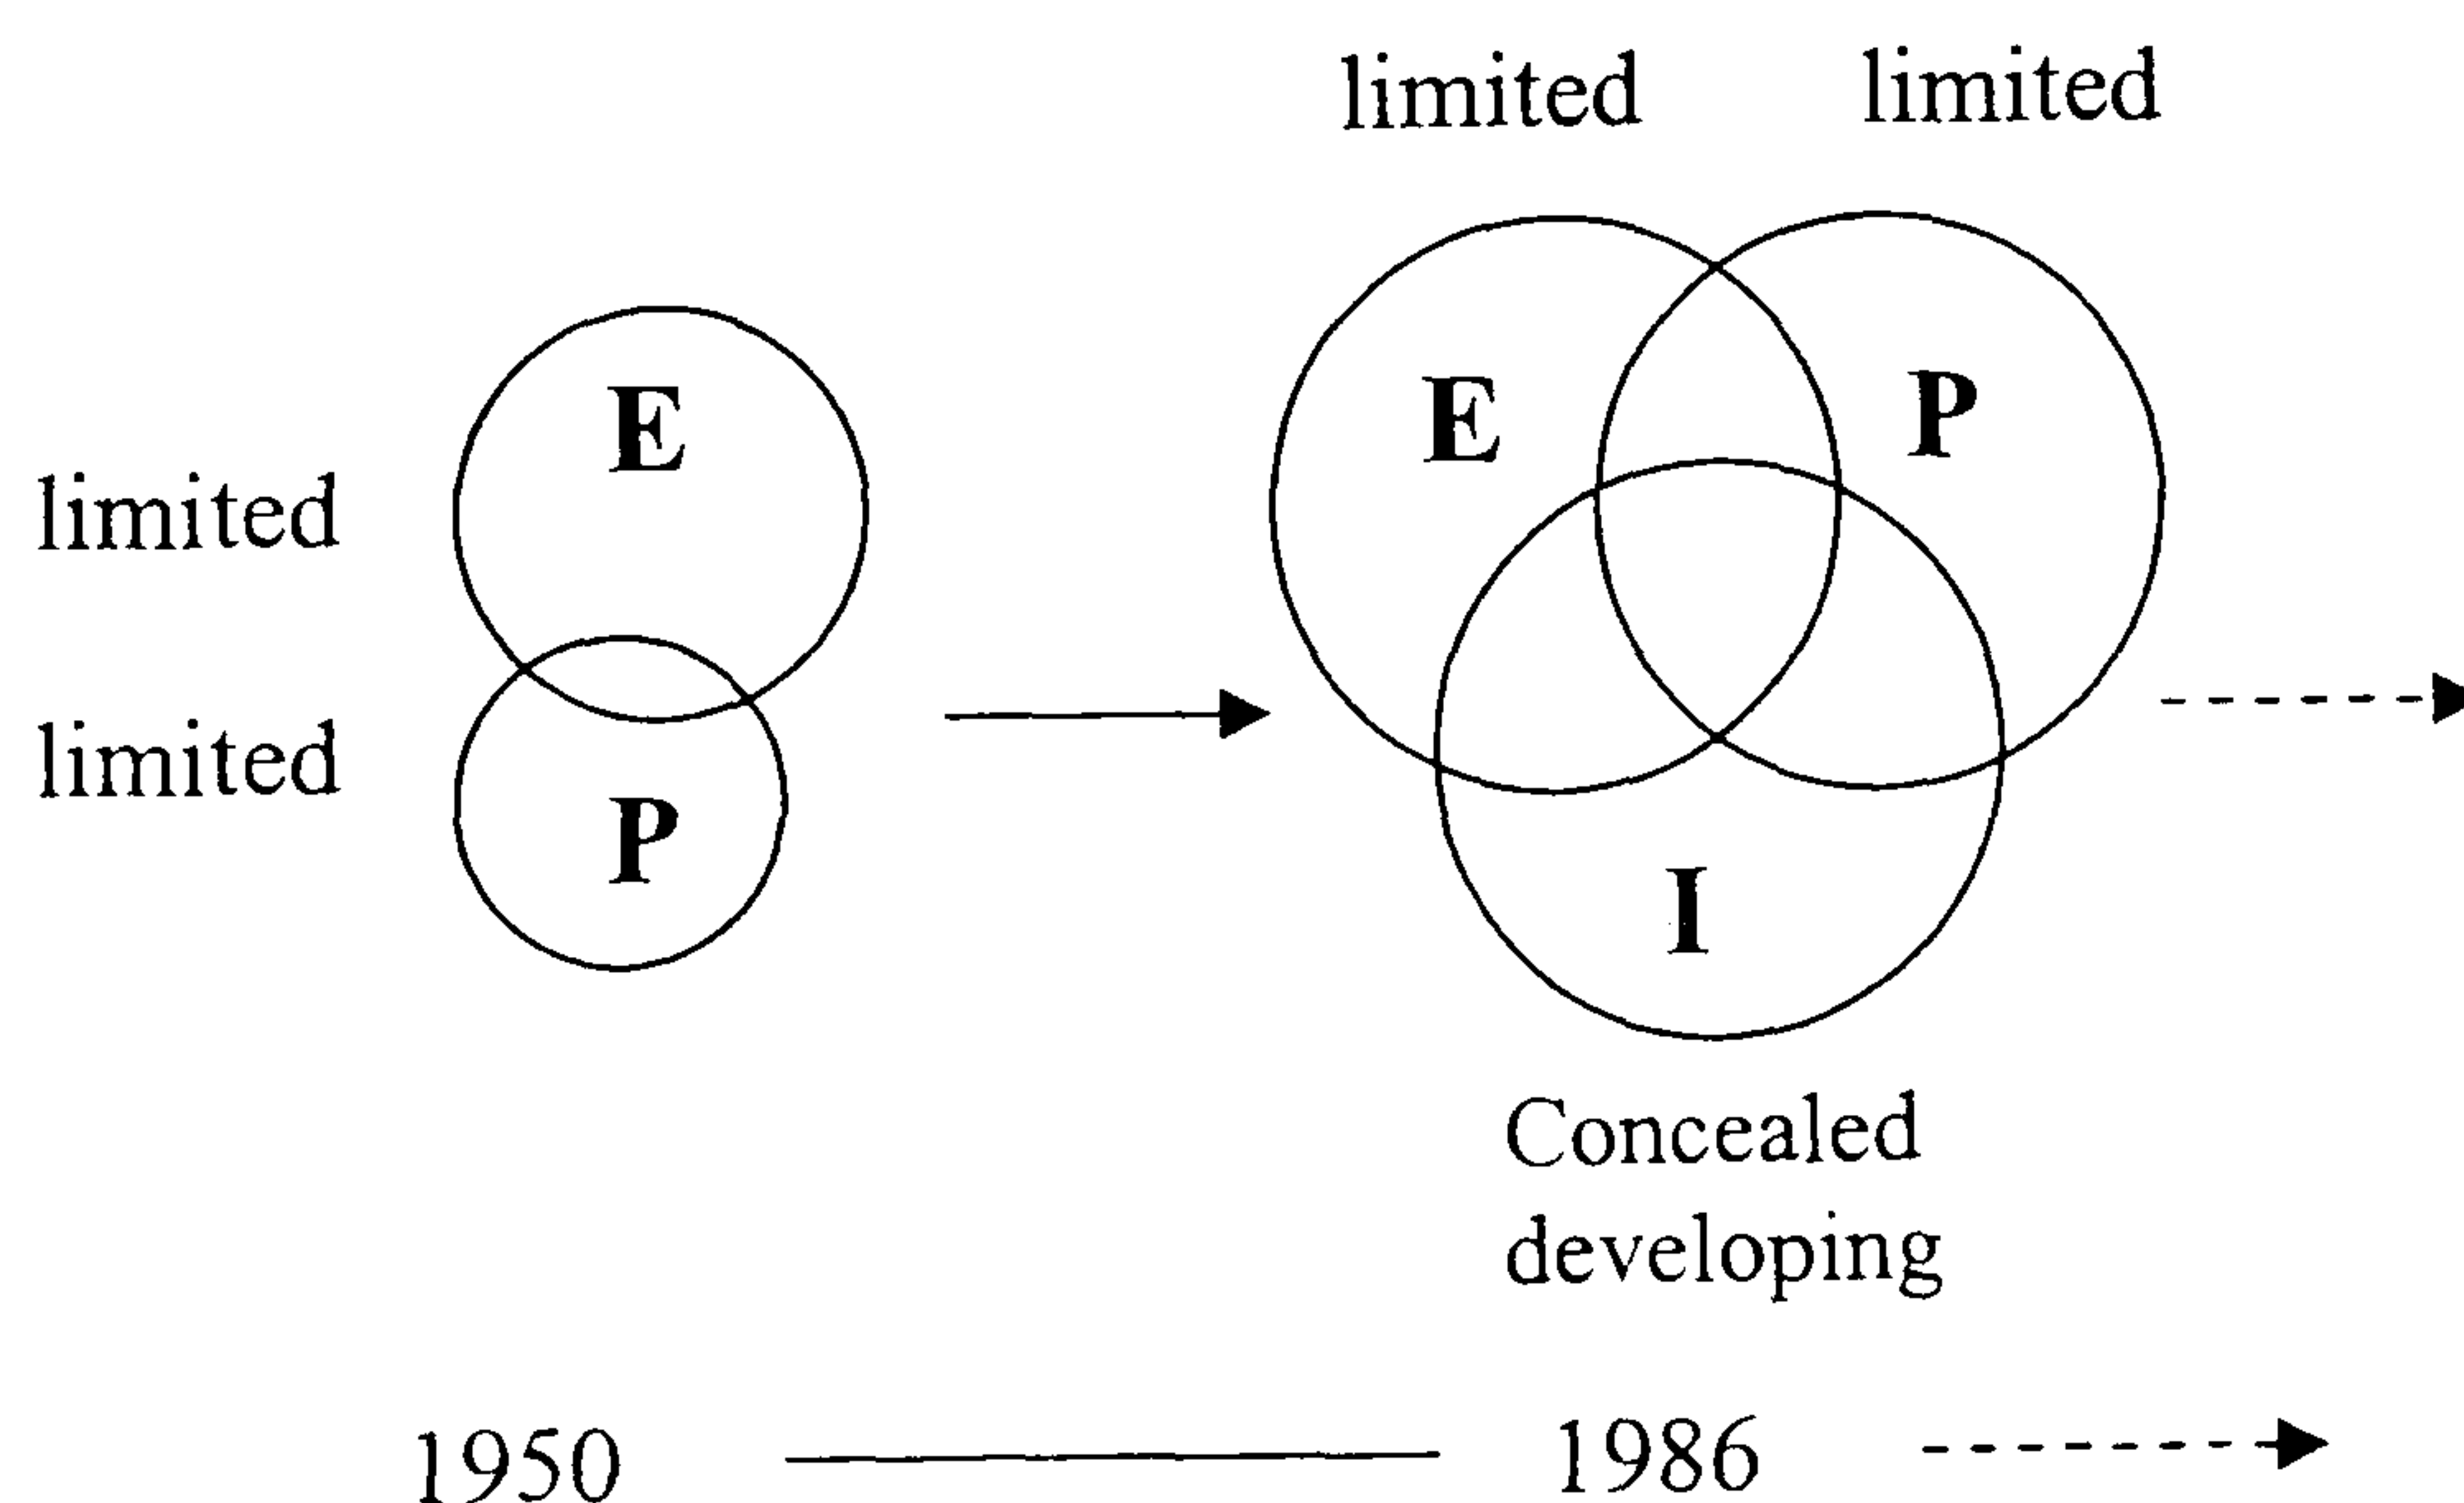 limited limited
E
E P
limited
limited
P
I
Concealed
developing
1950 1986